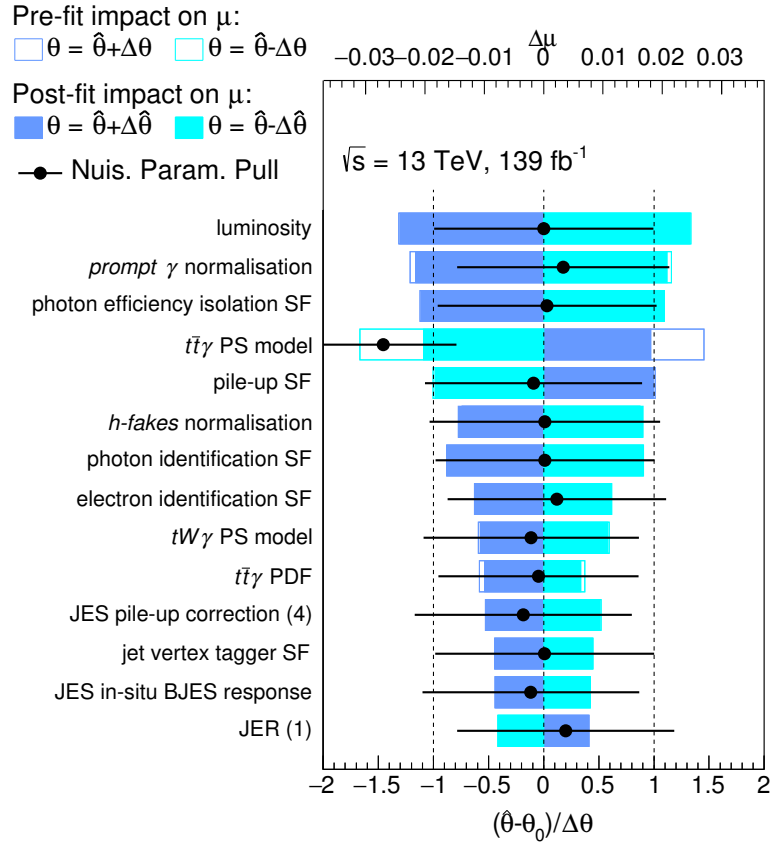 Pre-fit impact on μ:
θ = θ̂+Δθ θ = θ̂-Δθ
Post-fit impact on μ:
θ = θ̂+Δθ̂ θ = θ̂-Δθ̂
Nuis. Param. Pull
Δμ
−0.03 −0.02 −0.01 0 0.01 0.02 0.03
√s = 13 TeV, 139 fb⁻¹
luminosity
prompt γ normalisation
photon efficiency isolation SF
tt̄γ PS model
pile-up SF
h-fakes normalisation
photon identification SF
electron identification SF
tWγ PS model
tt̄γ PDF
JES pile-up correction (4)
jet vertex tagger SF
JES in-situ BJES response
JER (1)
−2 −1.5 −1 −0.5 0 0.5 1 1.5 2
(θ̂-θ₀)/Δθ